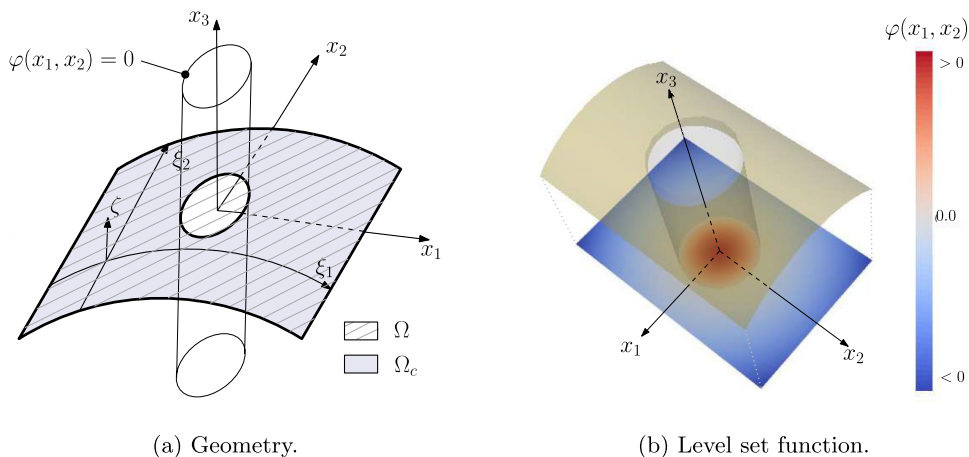 x₃
x₂
φ(x₁, x₂) = 0
ξ₂
ζ
ξ₁
x₁
Ω
Ω_c
(a) Geometry.
φ(x₁, x₂)
> 0
x₃
0.0
x₁
x₂
< 0
(b) Level set function.